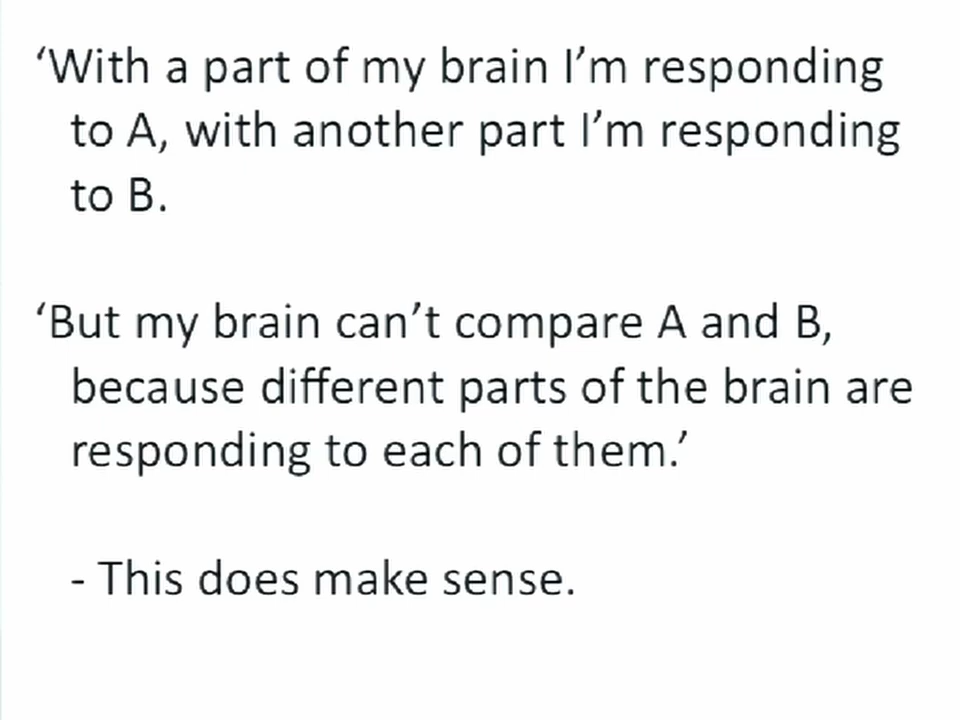 ‘With a part of my brain I’m responding
to A, with another part I’m responding
to B.
‘But my brain can’t compare A and B,
because different parts of the brain are
responding to each of them.’
- This does make sense.